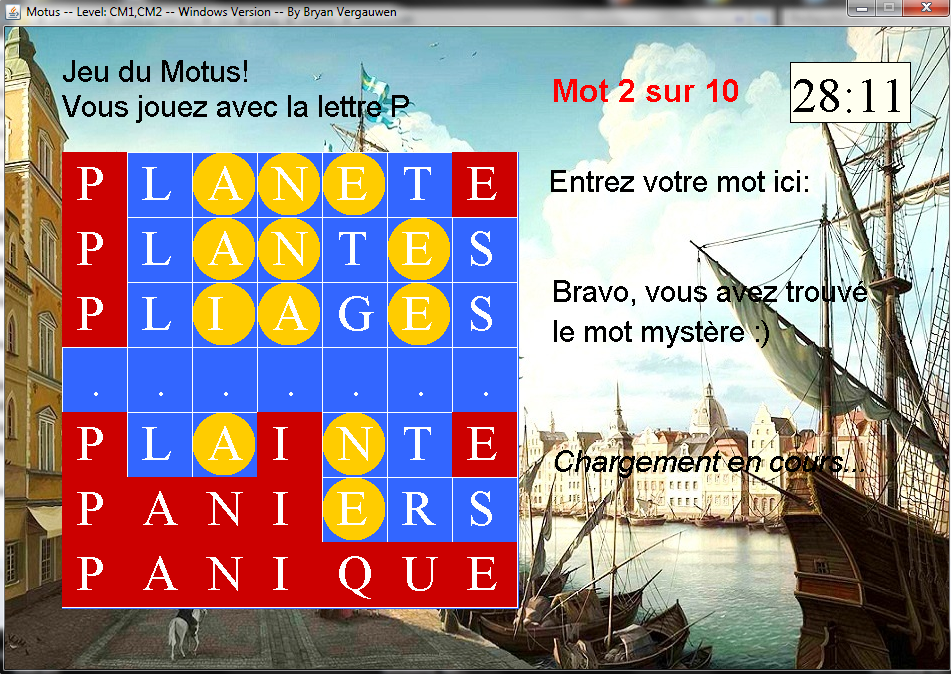 Motus -- Level: CM1,CM2 -- Windows Version -- By Bryan Vergauwen
Jeu du Motus!
Vous jouez avec la lettre P
Mot 2 sur 10
28:11
P L A N E T E
P L A N T E S
P L I A G E S
. . . . . . .
P L A I N T E
P A N I E R S
P A N I Q U E
Entrez votre mot ici:
Bravo, vous avez trouvé
le mot mystère :)
Chargement en cours...